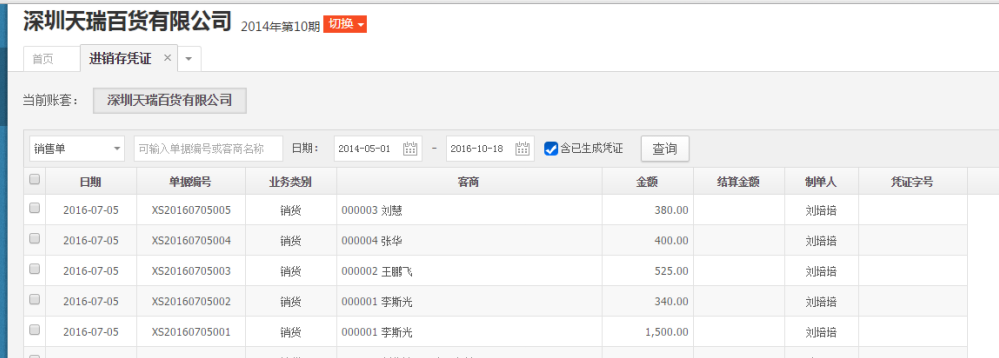 深圳天瑞百货有限公司 2014年第10期 切换
首页 进销存凭证 ×
当前账套： 深圳天瑞百货有限公司
销售单 可输入单据编号或客商名称 日期： 2014-05-01 - 2016-10-18 含已生成凭证 查询
日期 单据编号 业务类别 客商 金额 结算金额 制单人 凭证字号
2016-07-05 XS20160705005 销货 000003 刘慧 380.00 刘培培
2016-07-05 XS20160705004 销货 000004 张华 400.00 刘培培
2016-07-05 XS20160705003 销货 000002 王鹏飞 525.00 刘培培
2016-07-05 XS20160705002 销货 000001 李斯光 340.00 刘培培
2016-07-05 XS20160705001 销货 000001 李斯光 1,500.00 刘培培